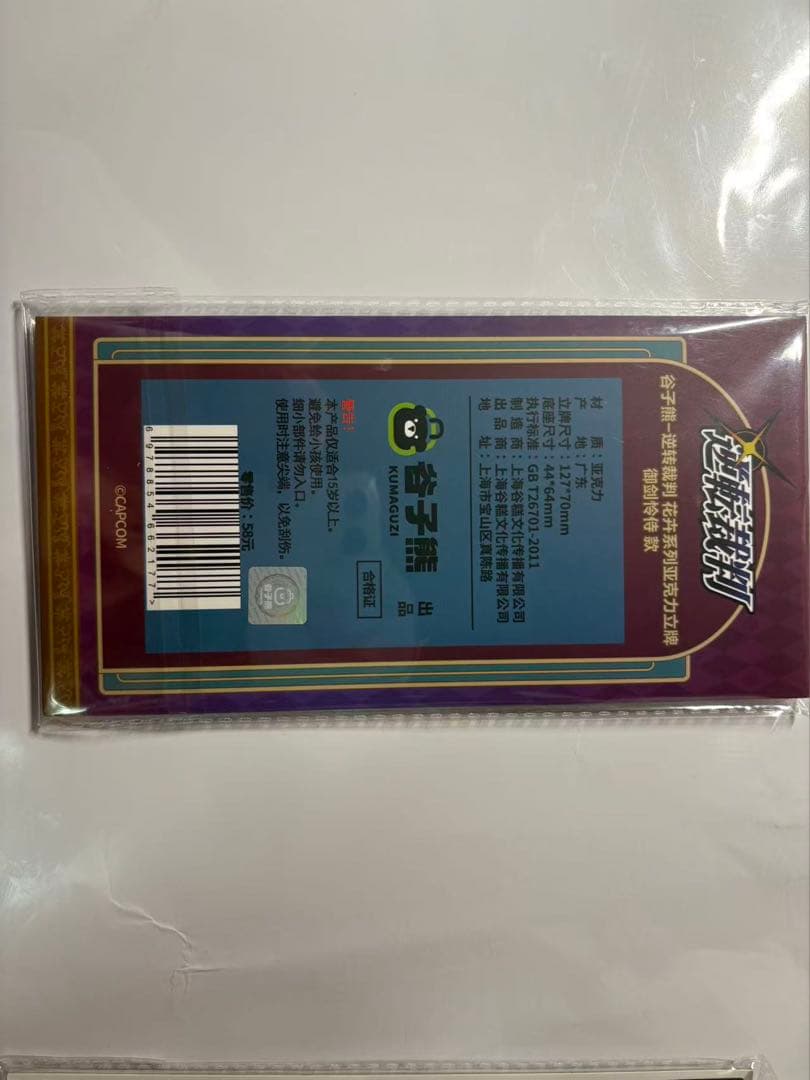 逆转裁判
谷子熊-逆转裁判 花卉系列亚克力立牌
御剑怜侍 款
材 质：亚克力
产 地：广东
立牌尺寸：127*70mm
底座尺寸：44*64mm
执行标准：GB T26701-2011
制 造 商：上海谷糕文化传播有限公司
出 品 商：上海谷糕文化传播有限公司
地 址：上海市宝山区真陈路
谷子熊
KUMAGUZI
出品
合格证
警告！
本产品仅适合15岁以上。
避免给小孩使用。
细小部件请勿入口。
使用时注意尖端，以免刮伤。
零售价：58元
6 978854 662177 >
©CAPCOM